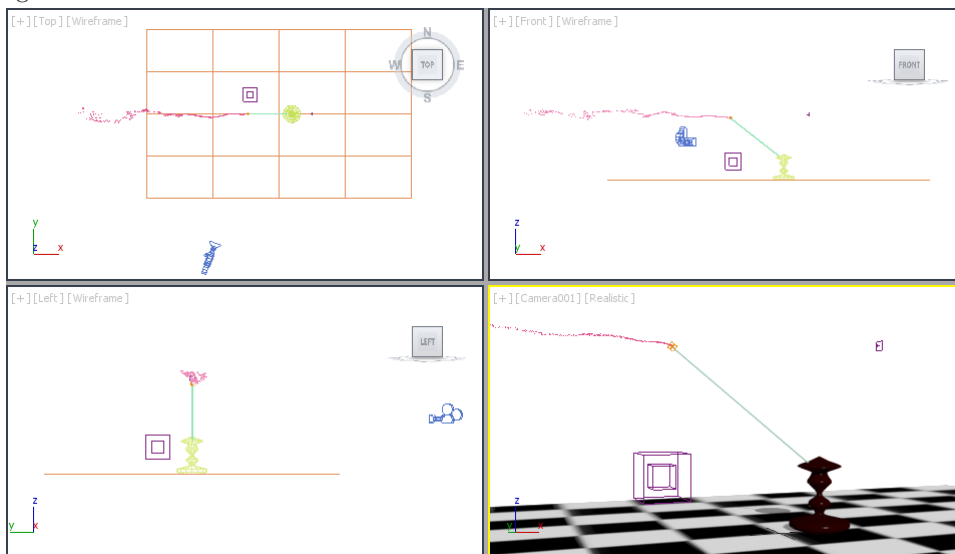 [+] [Top] [Wireframe]
N
W TOP E
S
y
z x
[+] [Front] [Wireframe]
FRONT
z
y x
[+] [Left] [Wireframe]
LEFT
z
y x
[+] [Camera001] [Realistic]
z
y x